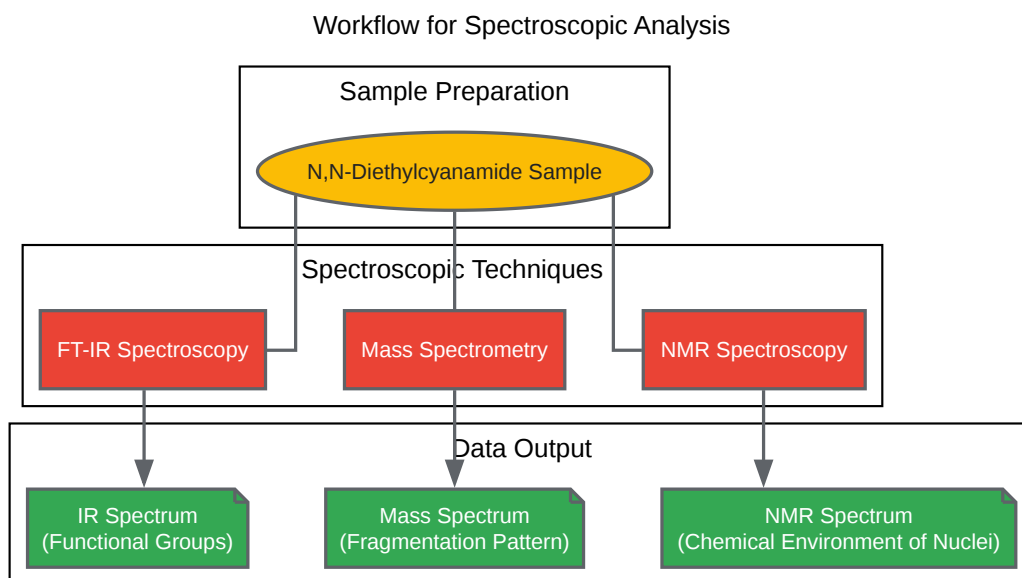 Workflow for Spectroscopic Analysis
Sample Preparation
N,N-Diethylcyanamide Sample
Spectroscopic Techniques
FT-IR Spectroscopy
Mass Spectrometry
NMR Spectroscopy
Data Output
IR Spectrum
(Functional Groups)
Mass Spectrum
(Fragmentation Pattern)
NMR Spectrum
(Chemical Environment of Nuclei)